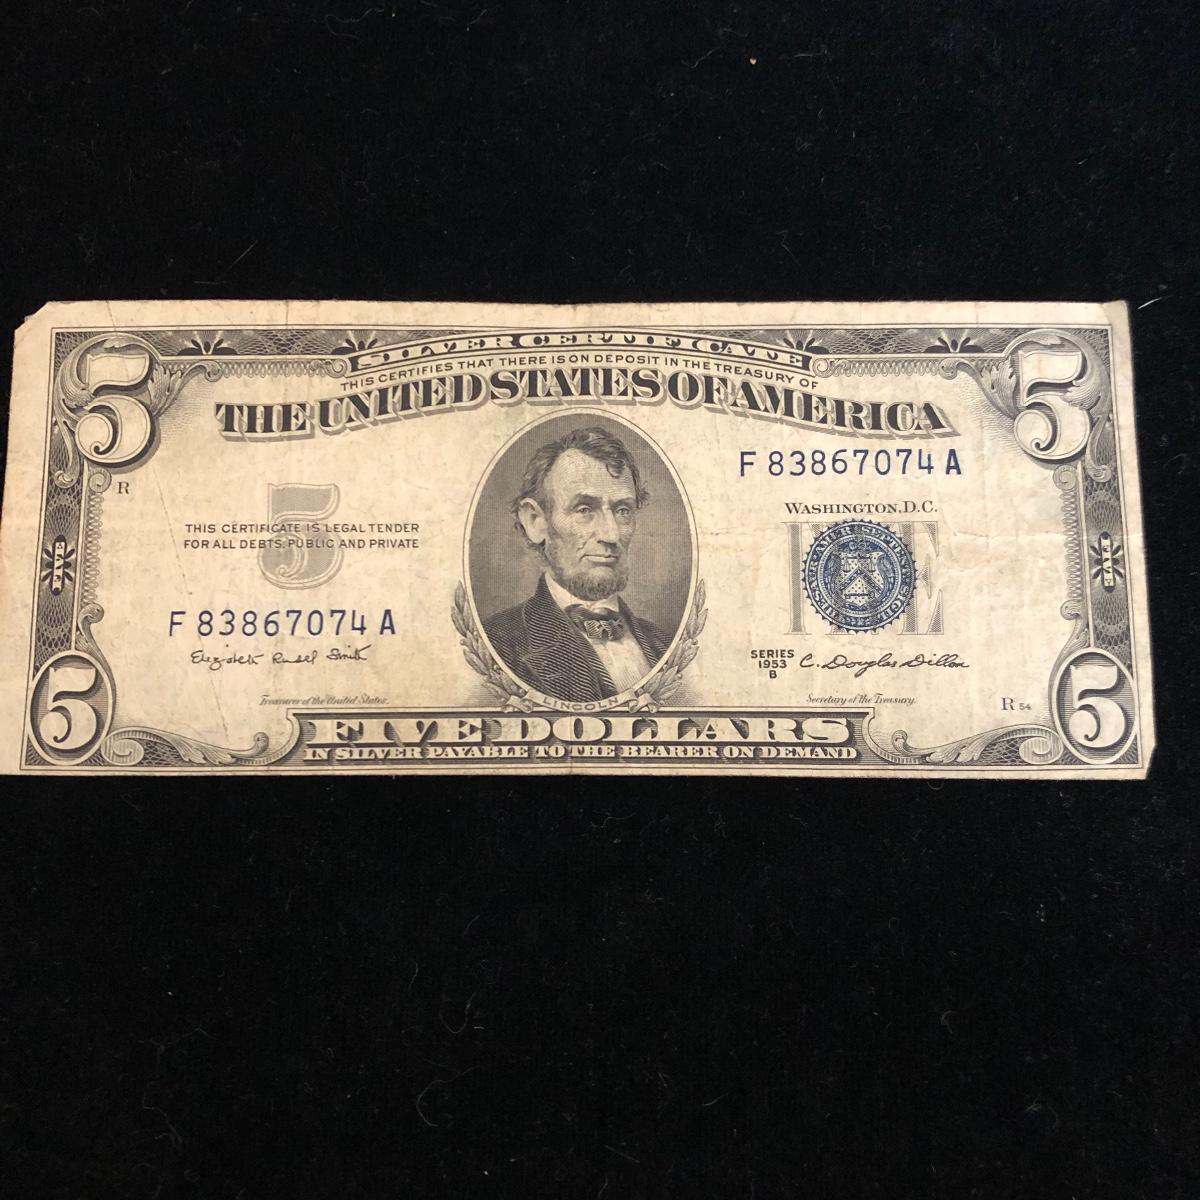 SILVER CERTIFICATE
THIS CERTIFIES THAT THERE IS ON DEPOSIT IN THE TREASURY OF
THE UNITED STATES OF AMERICA
5
5
F 83867074 A
R
WASHINGTON, D.C.
5
THIS CERTIFICATE IS LEGAL TENDER
FOR ALL DEBTS, PUBLIC AND PRIVATE
FIVE
FIVE
FIVE
F 83867074 A
Elizabeth Rudel Smith
SERIES
1953
B
C. Douglas Dillon
Treasurer of the United States.
LINCOLN
Secretary of the Treasury.
R 54
5
5
FIVE DOLLARS
IN SILVER PAYABLE TO THE BEARER ON DEMAND